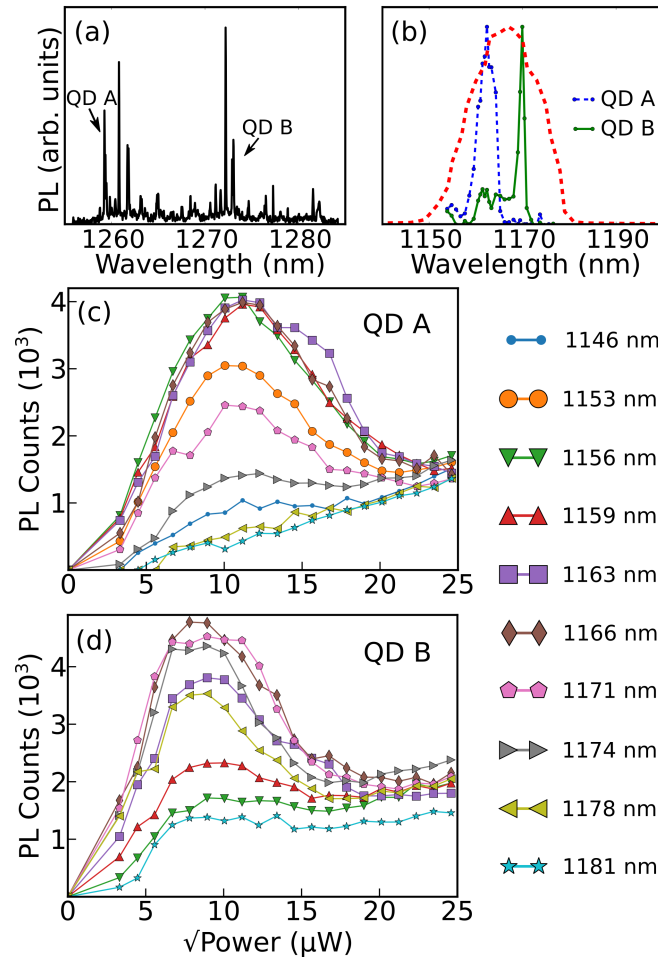 (a)
QD A
QD B
PL (arb. units)
1260 1270 1280
Wavelength (nm)
(b)
QD A
QD B
1150 1170 1190
Wavelength (nm)
(c)
QD A
PL Counts (10³)
4
3
2
1
0 5 10 15 20 25
1146 nm
1153 nm
1156 nm
1159 nm
1163 nm
1166 nm
1171 nm
1174 nm
1178 nm
1181 nm
(d)
QD B
PL Counts (10³)
4
3
2
1
0
0 5 10 15 20 25
√Power (μW)